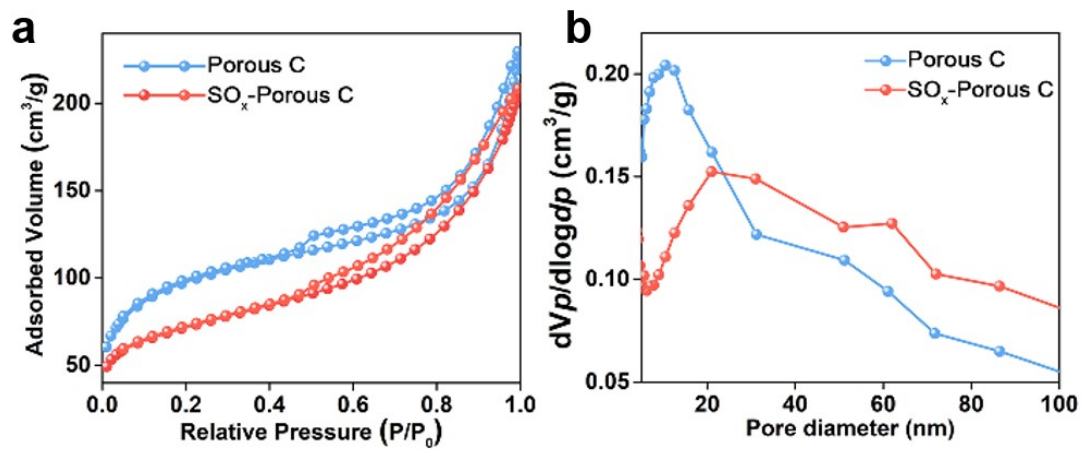 a
Porous C
SOx-Porous C
Adsorbed Volume (cm³/g)
200
150
100
50
0.0 0.2 0.4 0.6 0.8 1.0
Relative Pressure (P/P₀)
b
Porous C
SOx-Porous C
dVp/dlogdp (cm³/g)
0.20
0.15
0.10
0.05
20 40 60 80 100
Pore diameter (nm)